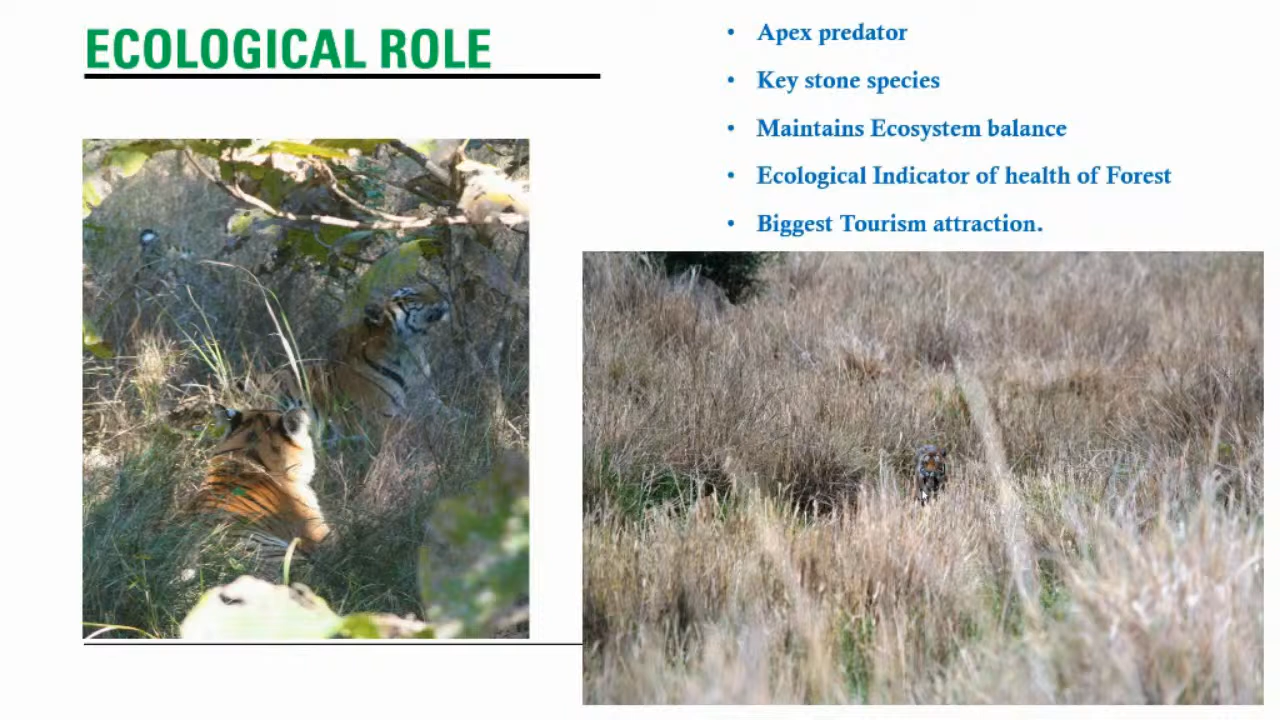 ECOLOGICAL ROLE
• Apex predator
• Key stone species
• Maintains Ecosystem balance
• Ecological Indicator of health of Forest
• Biggest Tourism attraction.